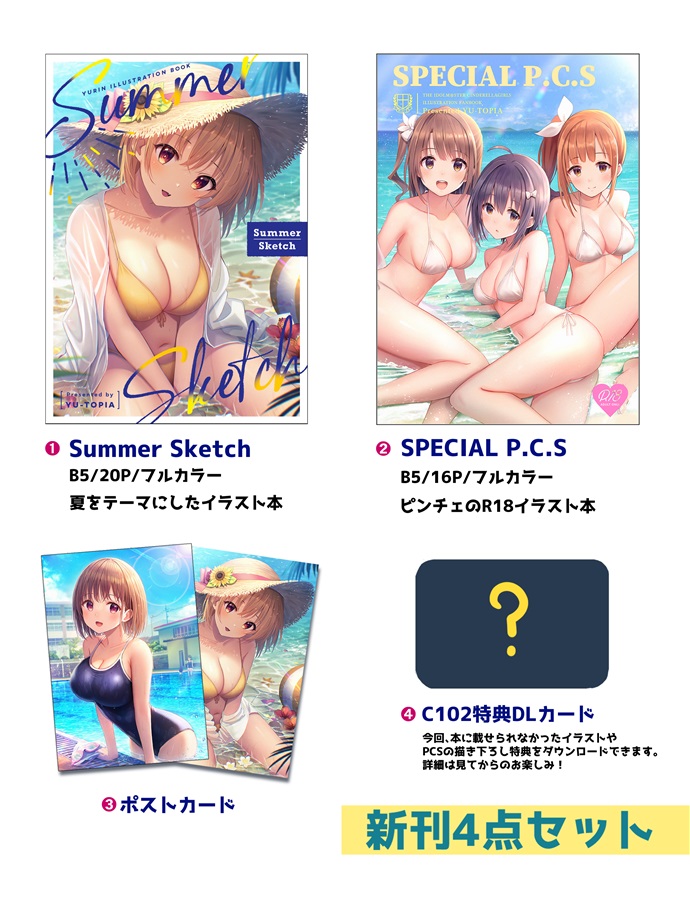 YURIN ILLUSTRATION BOOK
Summer
Summer
Sketch
Sketch
[Presented by
YU-TOPIA]
SPECIAL P.C.S
THE IDOLM@STER CINDERELLA GIRLS
ILLUSTRATION FANBOOK
Presented YU-TOPIA
P.C.S
❶ Summer Sketch
B5/20P/フルカラー
夏をテーマにしたイラスト本
❷ SPECIAL P.C.S
B5/16P/フルカラー
ピンチェのR18イラスト本
?
❸ポストカード
❹ C102特典DLカード
今回、本に載せられなかったイラストや
PCSの描き下ろし特典をダウンロードできます。
詳細は見てからのお楽しみ！
新刊4点セット